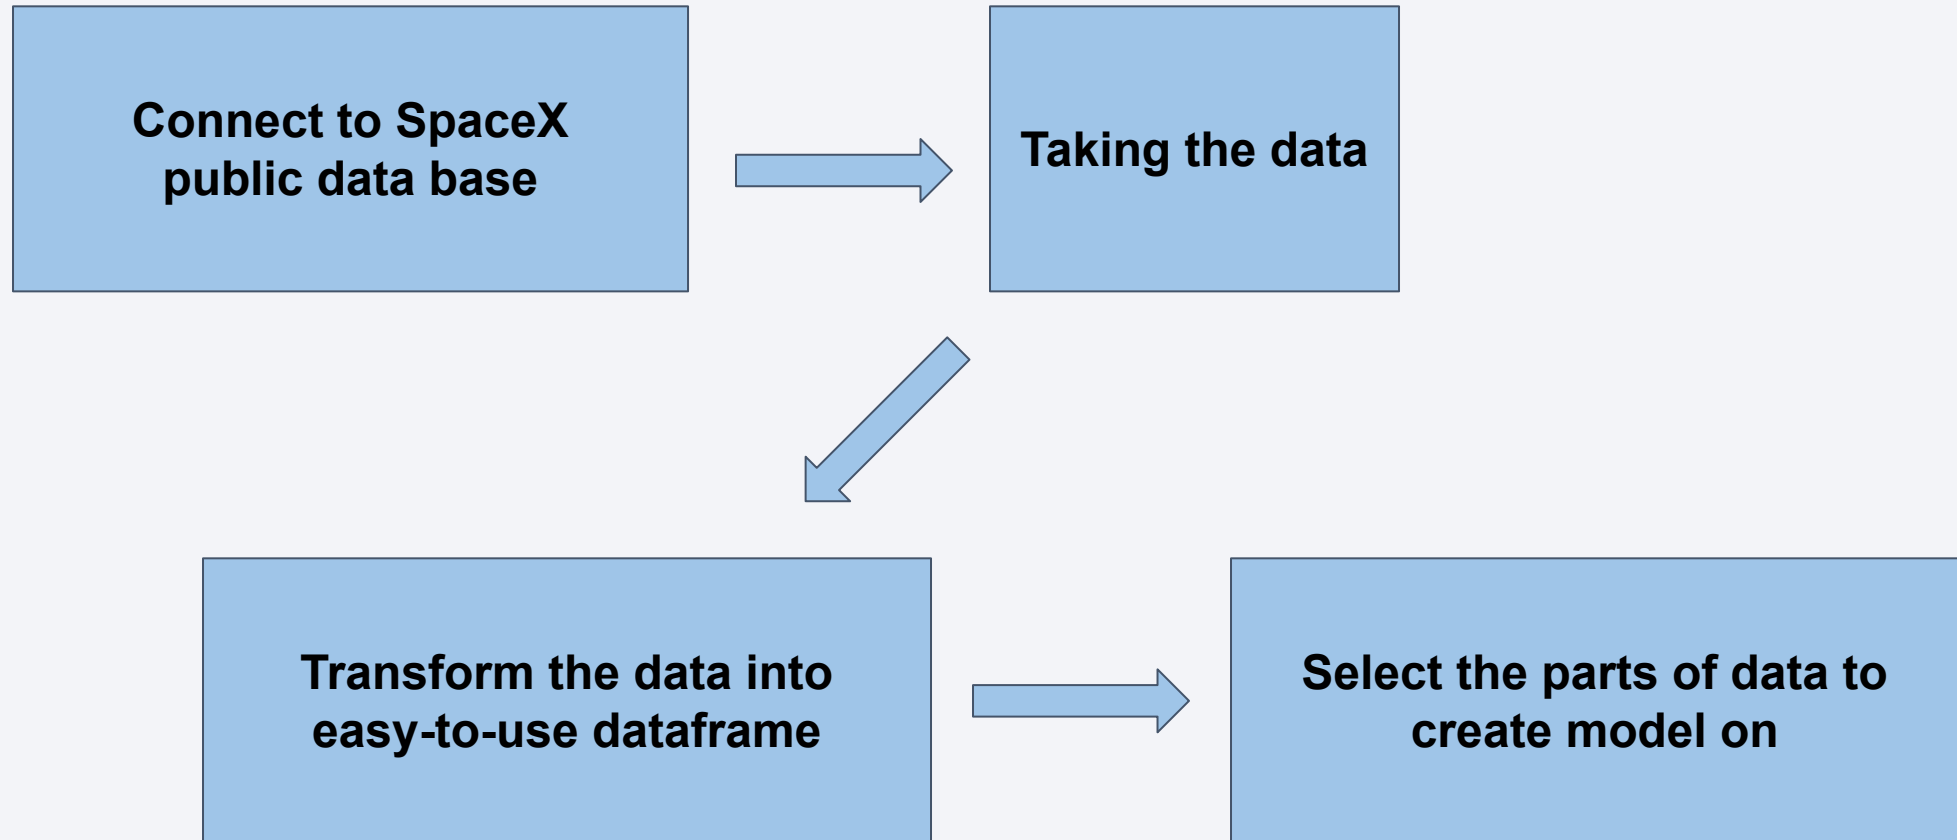 Connect to SpaceX
public data base
Taking the data
Transform the data into
easy-to-use dataframe
Select the parts of data to
create model on